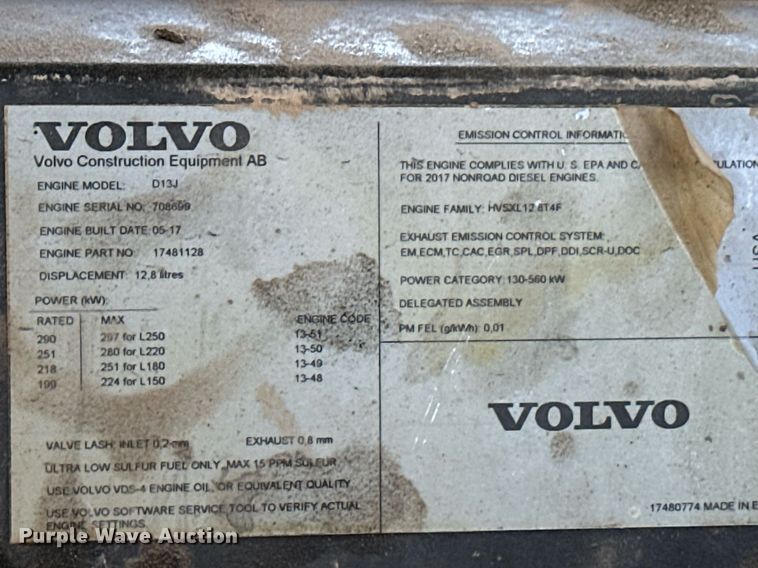 VOLVO
Volvo Construction Equipment AB
ENGINE MODEL: D13J
ENGINE SERIAL NO: 708699
ENGINE BUILT DATE 05-17
ENGINE PART NO: 17481128
DISPLACEMENT: 12,8 litres
POWER (kW):
RATED MAX ENGINE CODE
290 297 for L250 13-51
251 280 for L220 13-50
218 251 for L180 13-49
199 224 for L150 13-48
VALVE LASH: INLET 0,2 mm EXHAUST 0,8 mm
ULTRA LOW SULFUR FUEL ONLY, MAX 15 PPM SULFUR
USE VOLVO VDS-4 ENGINE OIL, OR EQUIVALENT QUALITY
USE VOLVO SOFTWARE SERVICE TOOL TO VERIFY ACTUAL
ENGINE SETTINGS.
EMISSION CONTROL INFORMATIO
THIS ENGINE COMPLIES WITH U. S. EPA AND CA ULATION
FOR 2017 NONROAD DIESEL ENGINES.
ENGINE FAMILY: HVSXL12.8T4F
EXHAUST EMISSION CONTROL SYSTEM:
EM,ECM,TC,CAC,EGR,SPL,DPF,DDI,SCR-U,DOC
POWER CATEGORY: 130-560 kW
DELEGATED ASSEMBLY
PM FEL (g/kWh): 0,01
VOLVO
17480774 MADE IN E
Purple Wave Auction